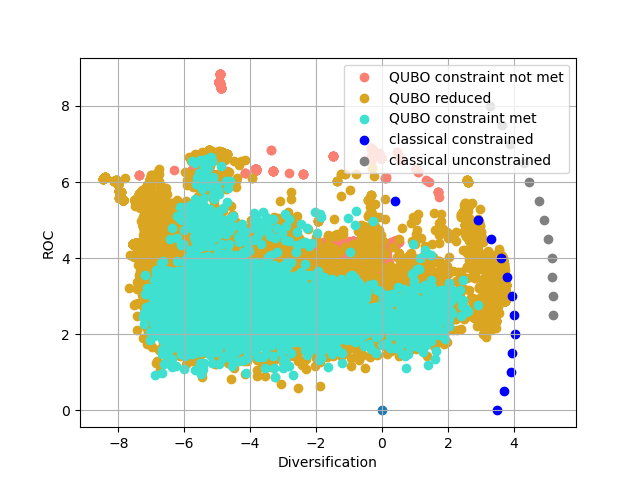 QUBO constraint not met
QUBO reduced
QUBO constraint met
classical constrained
classical unconstrained
ROC
8
6
4
2
0
−8
−6
−4
−2
0
2
4
Diversification